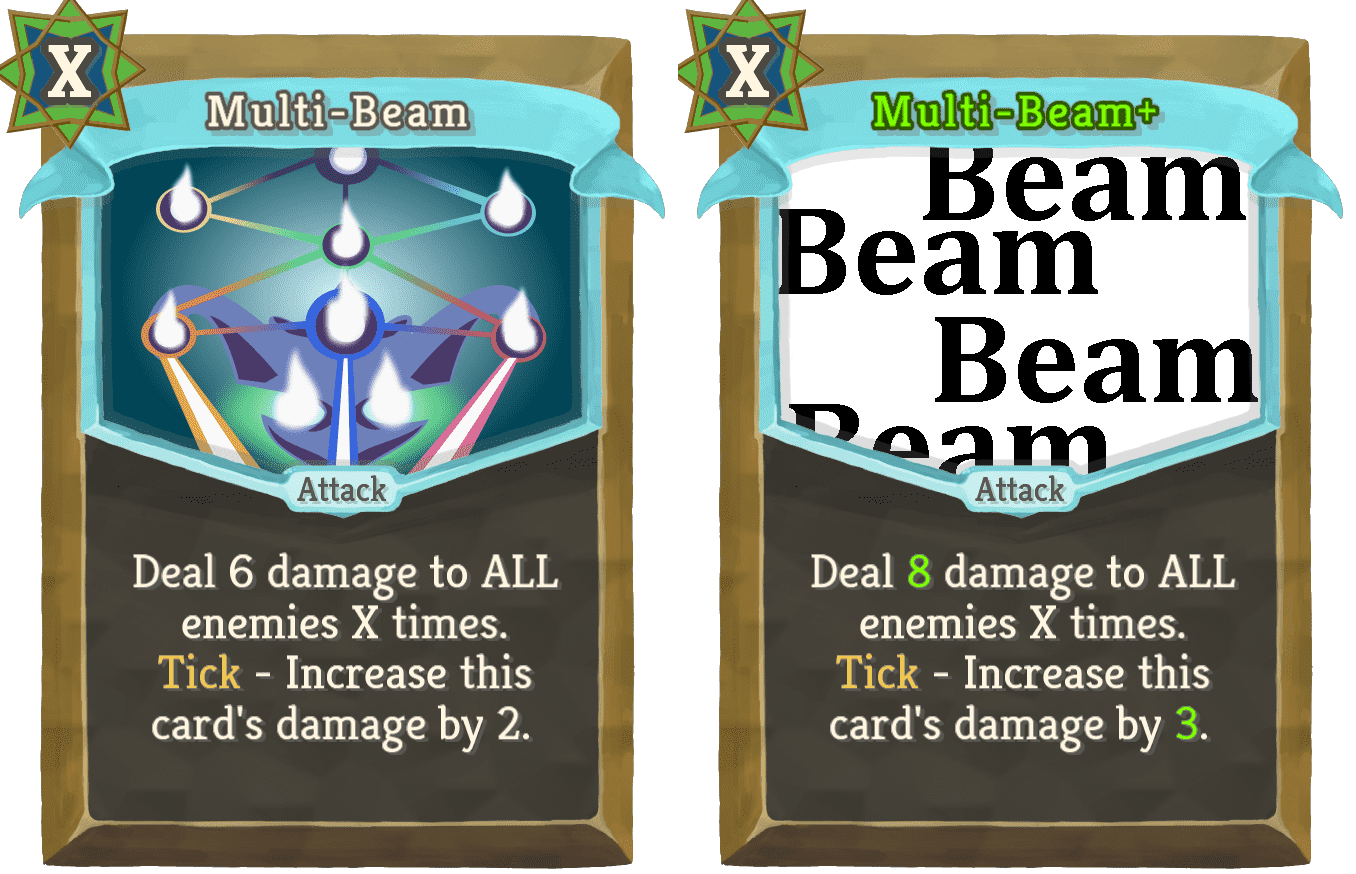 X
Multi-Beam
Attack
Deal 6 damage to ALL
enemies X times.
Tick - Increase this
card's damage by 2.
X
Multi-Beam+
Beam
Beam
Beam
Beam
Attack
Deal 8 damage to ALL
enemies X times.
Tick - Increase this
card's damage by 3.